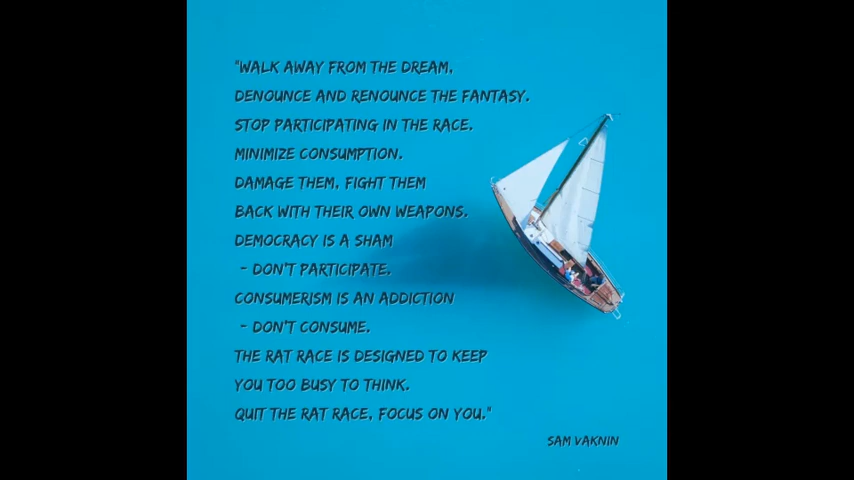 "WALK AWAY FROM THE DREAM,
DENOUNCE AND RENOUNCE THE FANTASY.
STOP PARTICIPATING IN THE RACE.
MINIMIZE CONSUMPTION.
DAMAGE THEM, FIGHT THEM
BACK WITH THEIR OWN WEAPONS.
DEMOCRACY IS A SHAM
- DON'T PARTICIPATE.
CONSUMERISM IS AN ADDICTION
- DON'T CONSUME.
THE RAT RACE IS DESIGNED TO KEEP
YOU TOO BUSY TO THINK.
QUIT THE RAT RACE, FOCUS ON YOU."
SAM VAKNIN